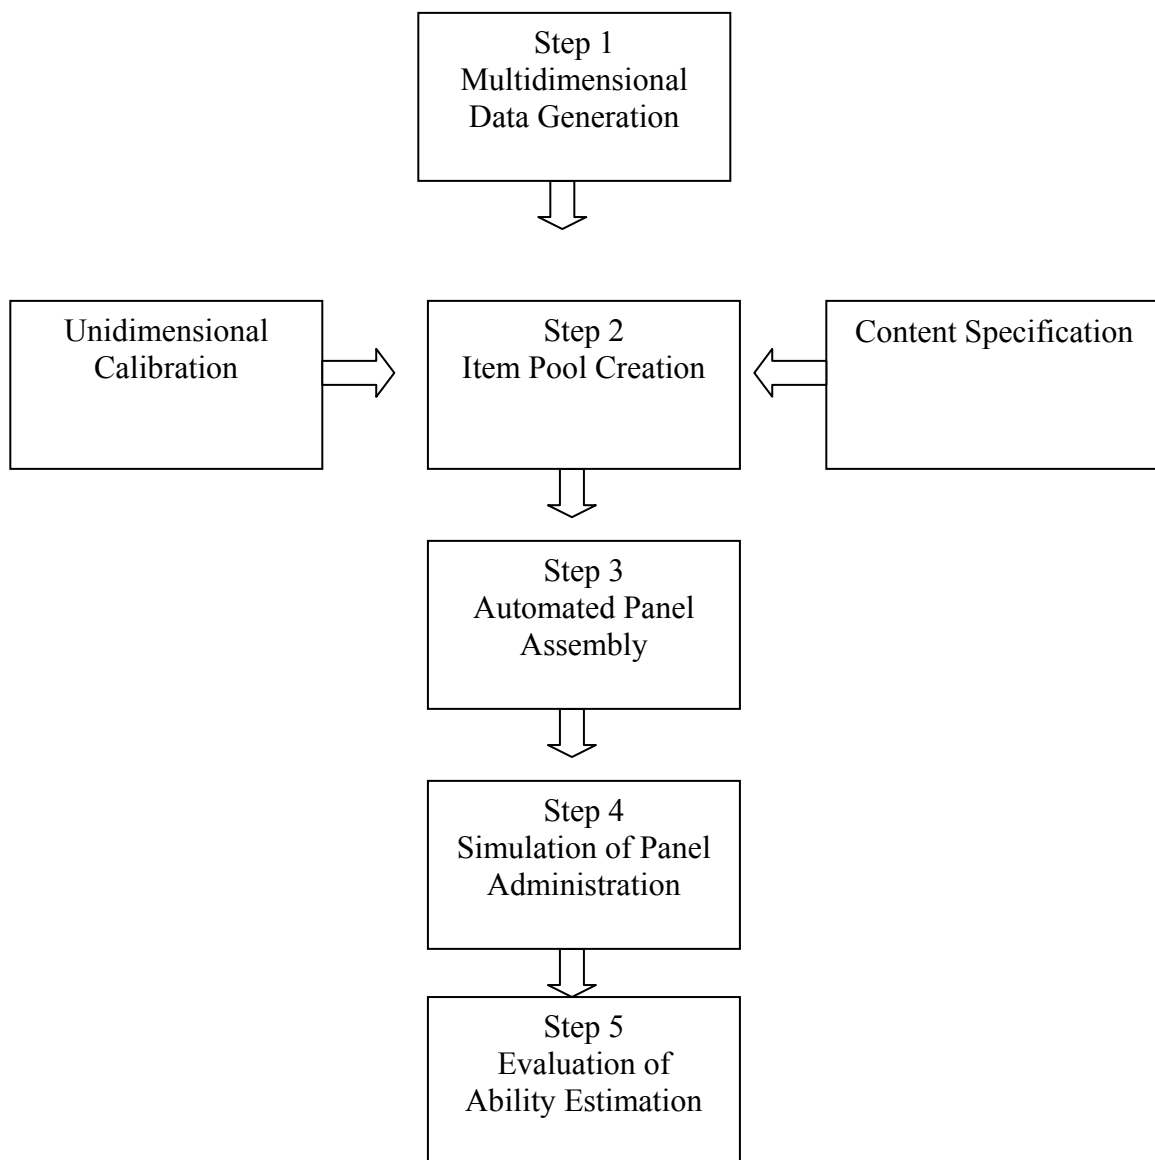 Step 1
Multidimensional
Data Generation
Unidimensional
Calibration
Step 2
Item Pool Creation
Content Specification
Step 3
Automated Panel
Assembly
Step 4
Simulation of Panel
Administration
Step 5
Evaluation of
Ability Estimation